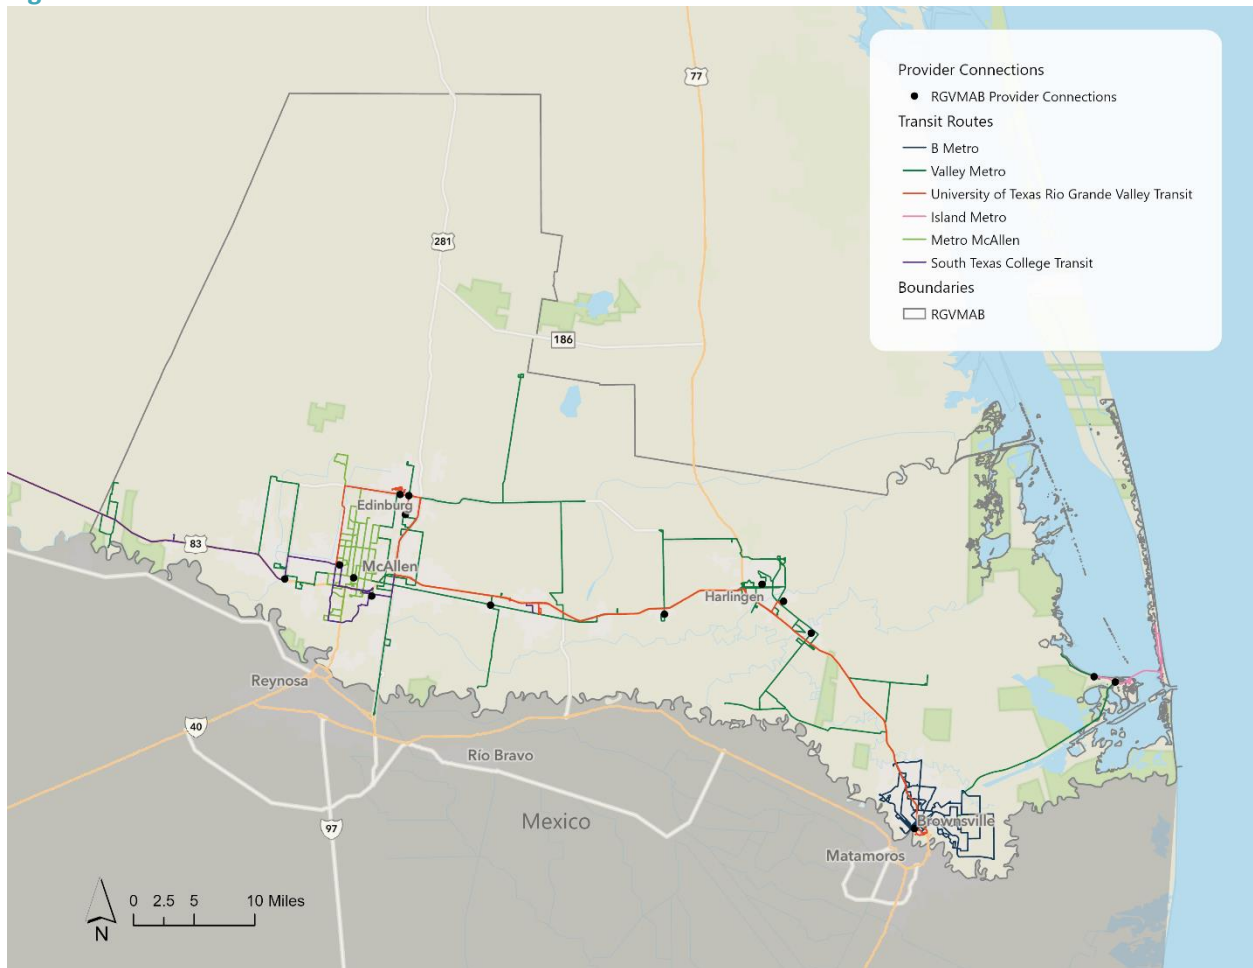 77
Provider Connections
RGVMAB Provider Connections
Transit Routes
B Metro
Valley Metro
University of Texas Rio Grande Valley Transit
Island Metro
Metro McAllen
South Texas College Transit
Boundaries
RGVMAB
281
186
Edinburg
83
McAllen
Harlingen
Reynosa
40
Río Bravo
97
Mexico
Brownsville
Matamoros
0 2.5 5 10 Miles
N